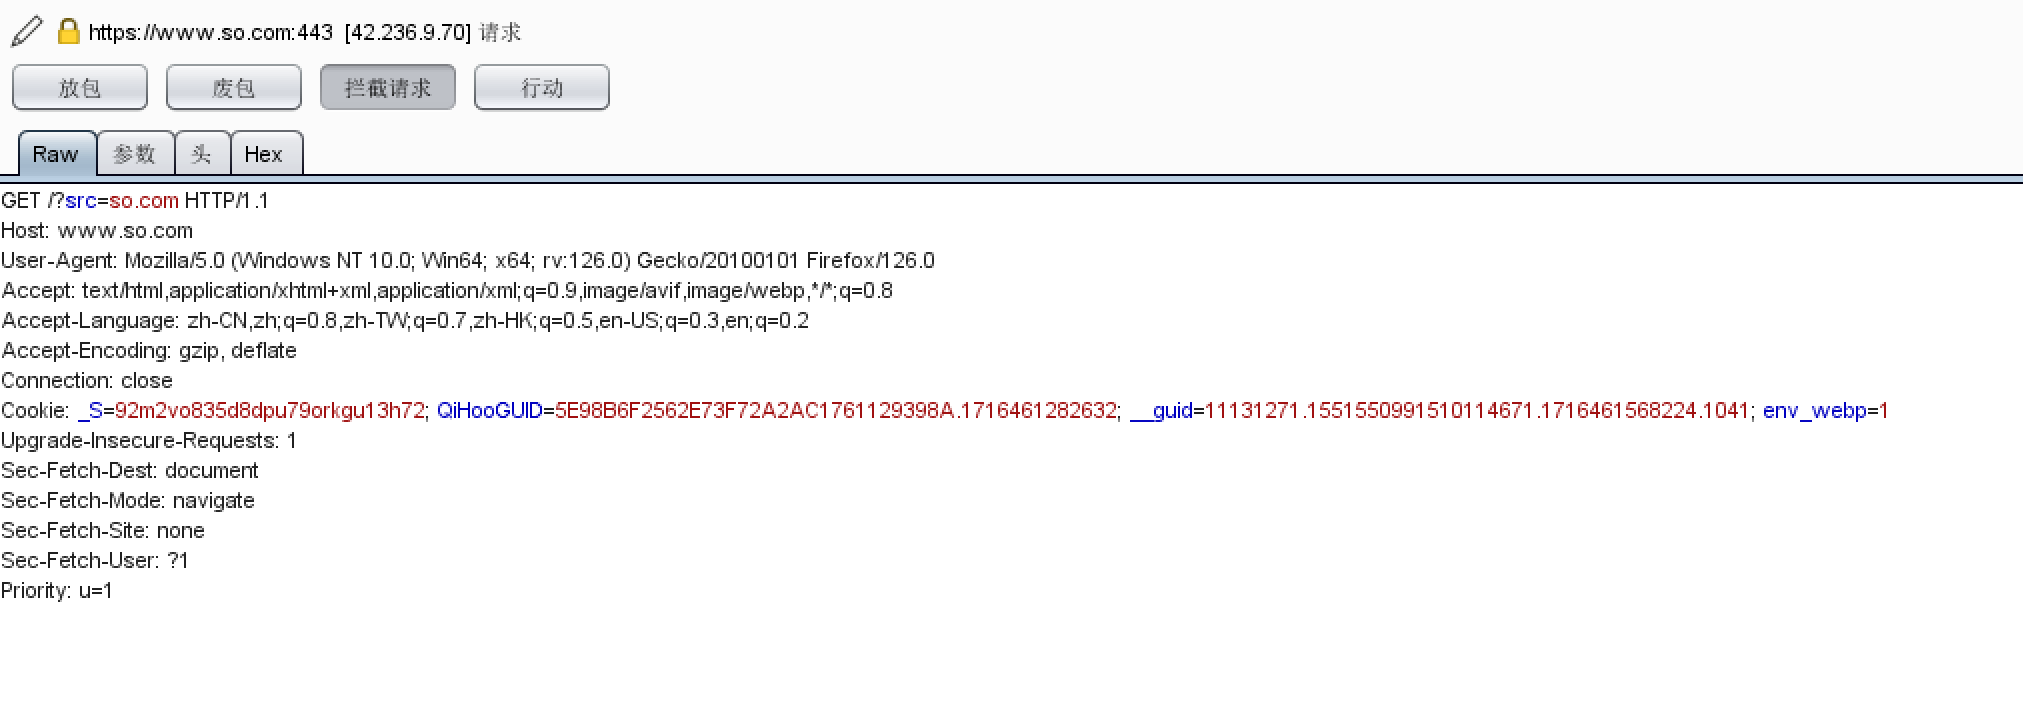 https://www.so.com:443 [42.236.9.70] 请求
放包 废包 拦截请求 行动
Raw 参数 头 Hex
GET /?src=so.com HTTP/1.1
Host: www.so.com
User-Agent: Mozilla/5.0 (Windows NT 10.0; Win64; x64; rv:126.0) Gecko/20100101 Firefox/126.0
Accept: text/html,application/xhtml+xml,application/xml;q=0.9,image/avif,image/webp,*/*;q=0.8
Accept-Language: zh-CN,zh;q=0.8,zh-TW;q=0.7,zh-HK;q=0.5,en-US;q=0.3,en;q=0.2
Accept-Encoding: gzip, deflate
Connection: close
Cookie: _S=92m2vo835d8dpu79orkgu13h72; QiHooGUID=5E98B6F2562E73F72A2AC1761129398A.1716461282632; __guid=11131271.1551550991510114671.1716461568224.1041; env_webp=1
Upgrade-Insecure-Requests: 1
Sec-Fetch-Dest: document
Sec-Fetch-Mode: navigate
Sec-Fetch-Site: none
Sec-Fetch-User: ?1
Priority: u=1